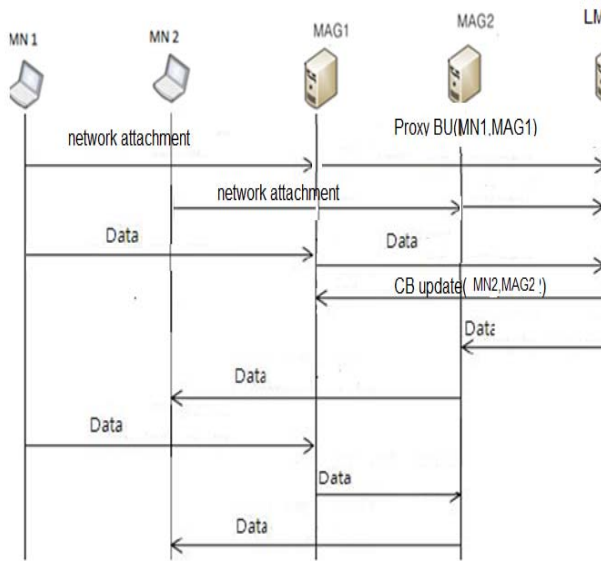 MN 1
MN 2
MAG1
MAG2
LM
network attachment
Proxy BU(MN1,MAG1)
network attachment
Data
Data
CB update( MN2,MAG2 )
Data
Data
Data
Data
Data